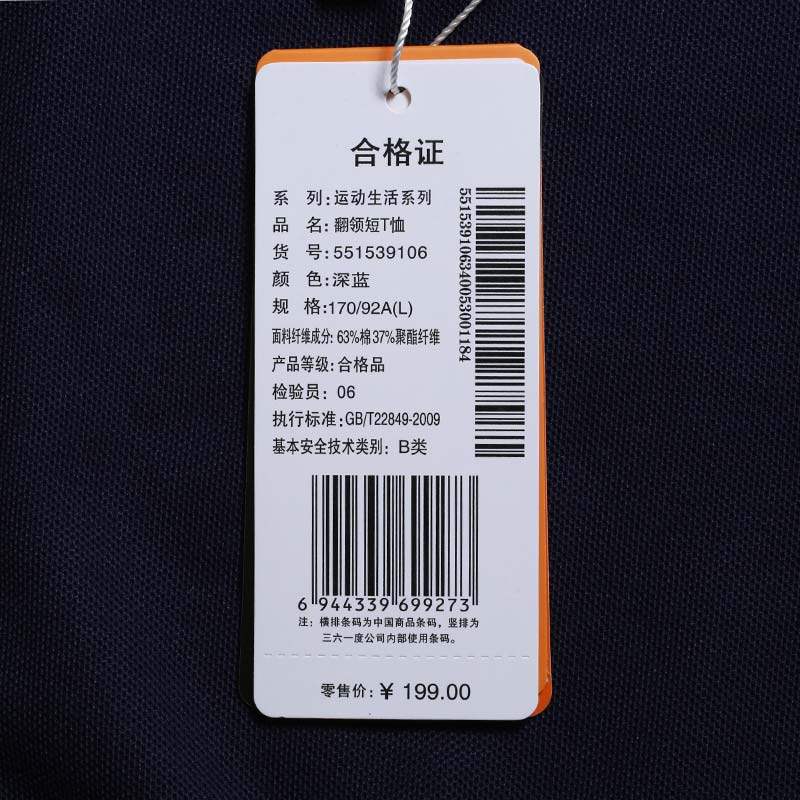 合格证
系 列:运动生活系列
品 名:翻领短T恤
货 号:551539106
颜 色:深蓝
规 格:170/92A(L)
面料纤维成分: 63%棉37%聚酯纤维
产品等级:合格品
检验员: 06
执行标准:GB/T22849-2009
基本安全技术类别: B类
5515391063400530011​84
6 944339 699273
注: 横排条码为中国商品条码,竖排为
三六一度公司内部使用条码。
零售价:¥ 199.00